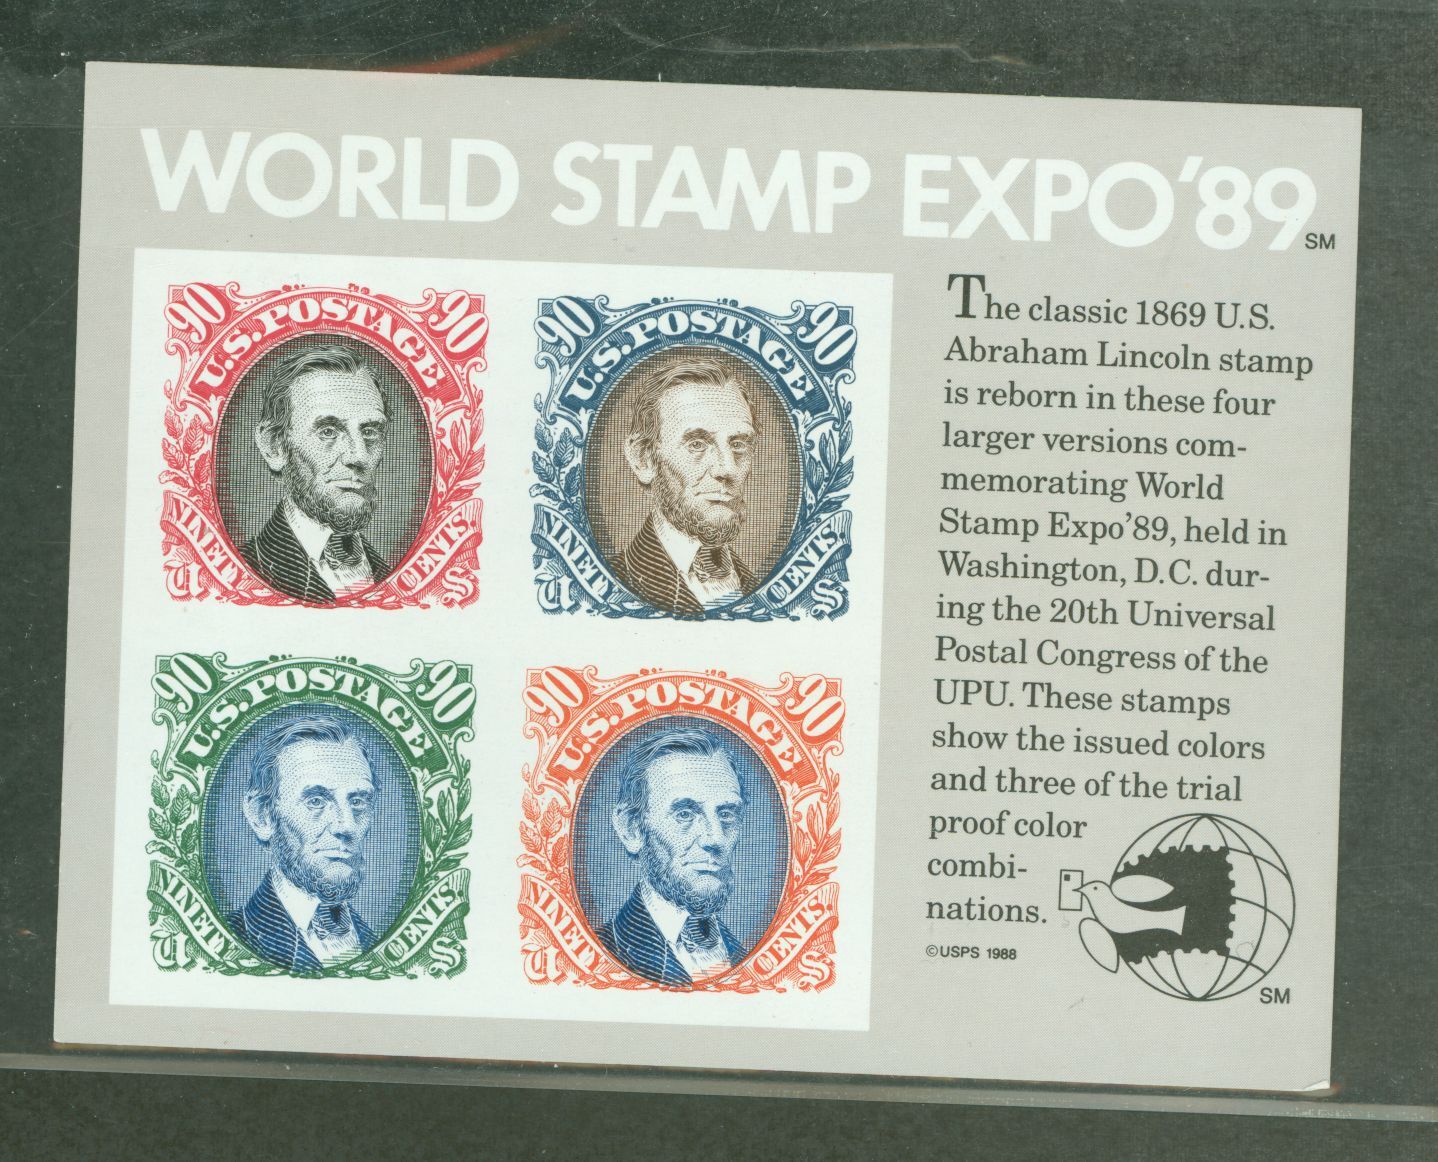 WORLD STAMP EXPO'89 SM
90 U.S. POSTAGE 90
NINETY CENTS.
U S
90 U.S. POSTAGE 90
NINETY CENTS.
U S
90 U.S. POSTAGE 90
NINETY CENTS.
U S
90 U.S. POSTAGE 90
NINETY CENTS.
U S
The classic 1869 U.S.
Abraham Lincoln stamp
is reborn in these four
larger versions com-
memorating World
Stamp Expo'89, held in
Washington, D.C. dur-
ing the 20th Universal
Postal Congress of the
UPU. These stamps
show the issued colors
and three of the trial
proof color
combi-
nations.
©USPS 1988
SM